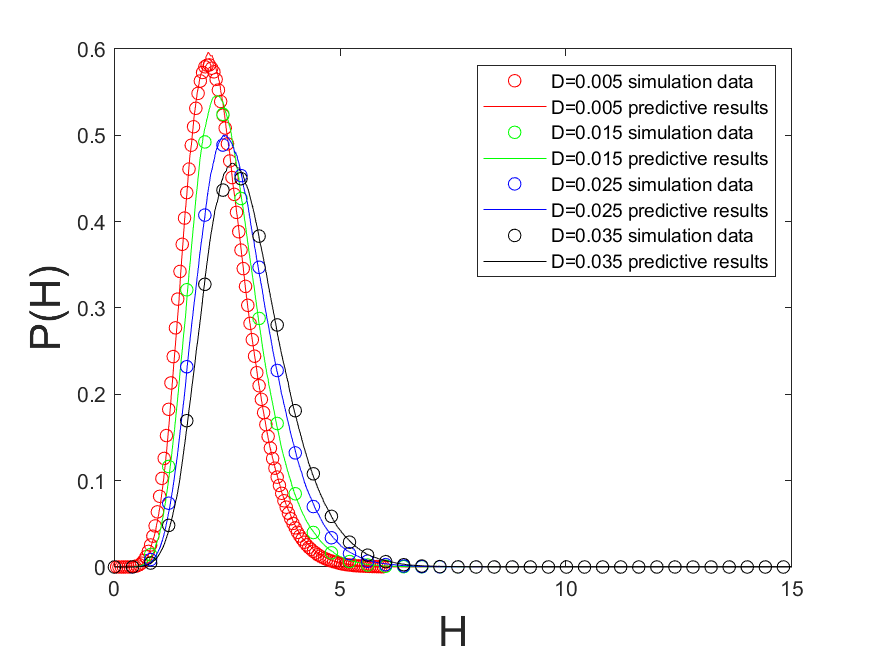 0.6
0.5
0.4
0.3
0.2
0.1
0
P(H)
0 5 10 15
H
D=0.005 simulation data
D=0.005 predictive results
D=0.015 simulation data
D=0.015 predictive results
D=0.025 simulation data
D=0.025 predictive results
D=0.035 simulation data
D=0.035 predictive results